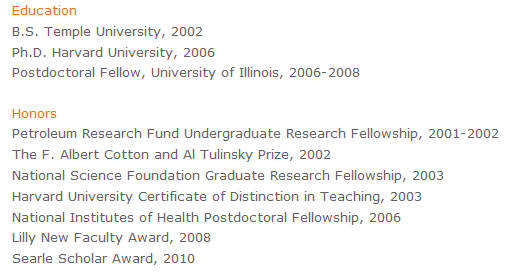 Education
B.S. Temple University, 2002
Ph.D. Harvard University, 2006
Postdoctoral Fellow, University of Illinois, 2006-2008
Honors
Petroleum Research Fund Undergraduate Research Fellowship, 2001-2002
The F. Albert Cotton and Al Tulinsky Prize, 2002
National Science Foundation Graduate Research Fellowship, 2003
Harvard University Certificate of Distinction in Teaching, 2003
National Institutes of Health Postdoctoral Fellowship, 2006
Lilly New Faculty Award, 2008
Searle Scholar Award, 2010